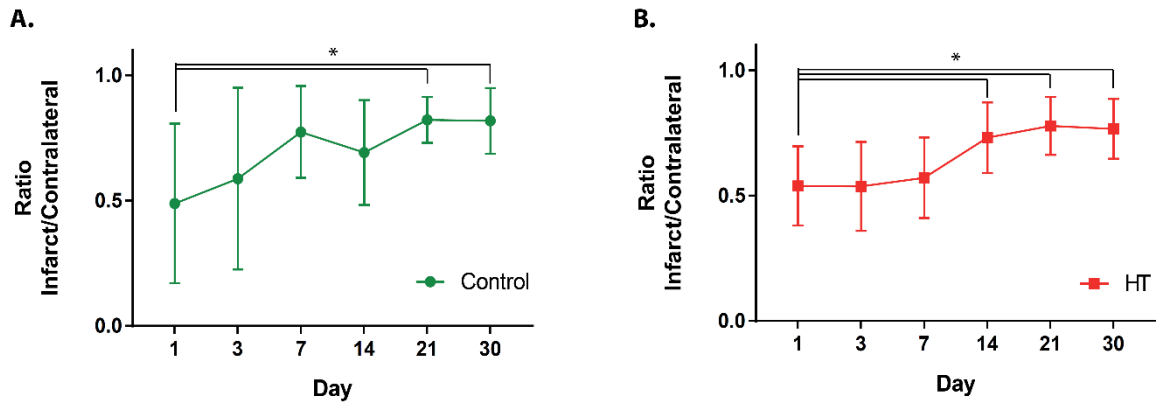 A.
*
1.0
0.5
0.0
Ratio
Infarct/Contralateral
Control
1 3 7 14 21 30
Day
B.
*
1.0
0.5
0.0
Ratio
Infarct/Contralateral
HT
1 3 7 14 21 30
Day